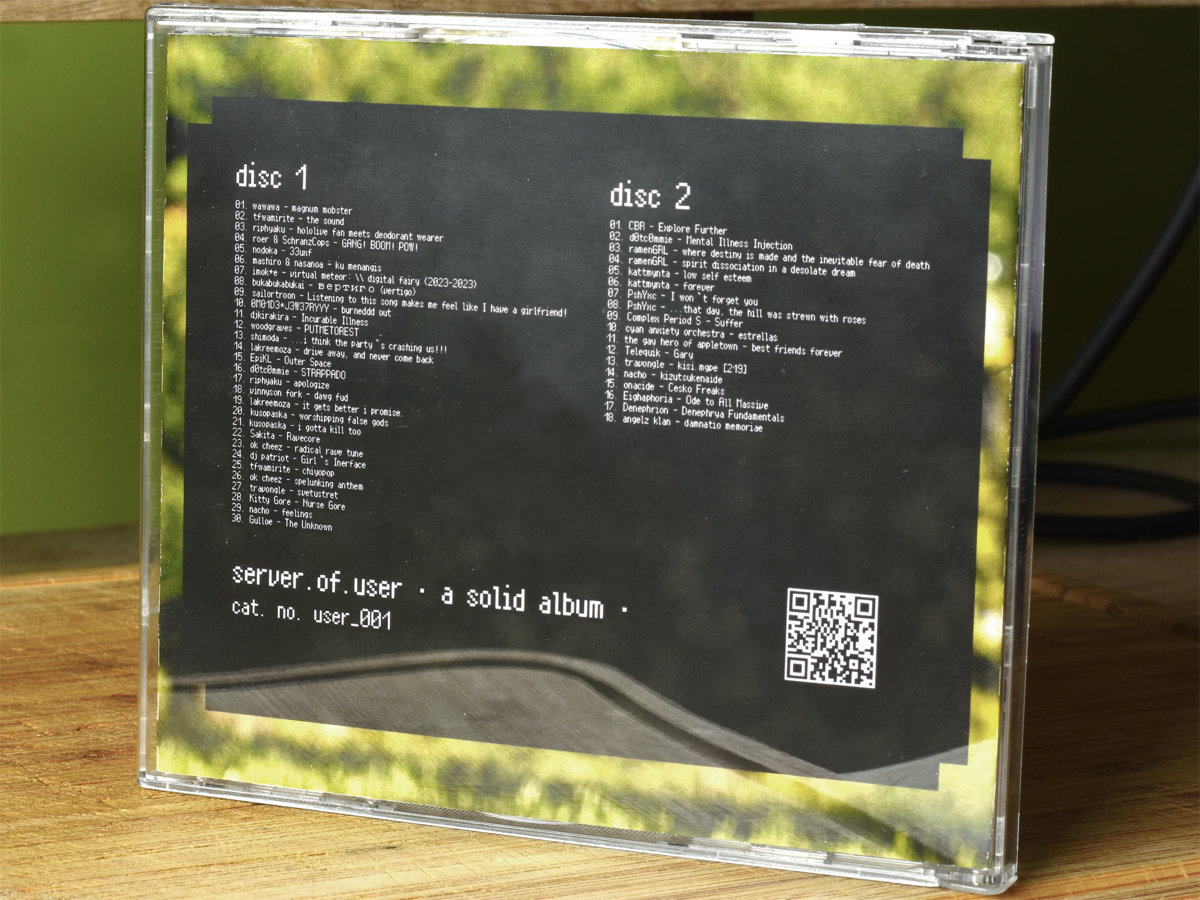 disc 1
01. wawawa - magnum mobster
02. tfwamirite - the sound
03. riphyaku - hololive fan meets deodorant wearer
04. roer & SchranzCops - GANG! BOOM! POW!
05. nodoka - 33uxf
06. mashiro & nasanoa - ku menangis
07. imok+e - virtual meteor: \\ digital fairy (2023-2023)
08. bukabukabukai - вертиго (vertigo)
09. sailortroon - Listening to this song makes me feel like I have a girlfriend!
10. 0101D3*J3W37RYYY - burneddd out
11. djkirakira - Incurable Illness
12. woodgraves - PUTMETOREST
13. shimoda - ...i think the party`s crashing us!!!
14. lakreemoza - drive away, and never come back
15. EpiKL - Outer Space
16. d0tc0mmie - STRAPPADO
17. riphyaku - apologize
18. vinnyson fork - dawg fud
19. lakreemoza - it gets better i promise.
20. kusopaska - worshipping false gods
21. kusopaska - i gotta kill too
22. Sakita - Ravecore
23. ok cheez - radical rave tune
24. dj patriot - Girl`s Inerface
25. tfwamirite - chiyopop
26. ok cheez - spelunking anthem
27. travongle - svetustret
28. Kitty Gore - Nurse Gore
29. nacho - feelings
30. Gulloe - The Unknown
disc 2
01. CBR - Explore Further
02. d0tc0mmie - Mental Illness Injection
03. ramenGRL - where destiny is made and the inevitable fear of death
04. ramenGRL - spirit dissociation in a desolate dream
05. kattmynta - low self esteem
06. kattmynta - forever
07. PshYxc - I won`t forget you
08. PshYxc - ...that day, the hill was strewn with roses
09. Complex Period S - Suffer
10. cyan anxiety orchestra - estrellas
11. the gay hero of appletown - best friends forever
12. Telequik - Gary
13. travongle - kisi.mgpe [219]
14. nacho - kizutsukenaide
15. onacide - Cesko Freaks
16. Eighaphoria - Ode to All Massive
17. Denephrion - Denephrya Fundamentals
18. angelz klan - damnatio memoriae
server.of.user · a solid album ·
cat. no. user_001